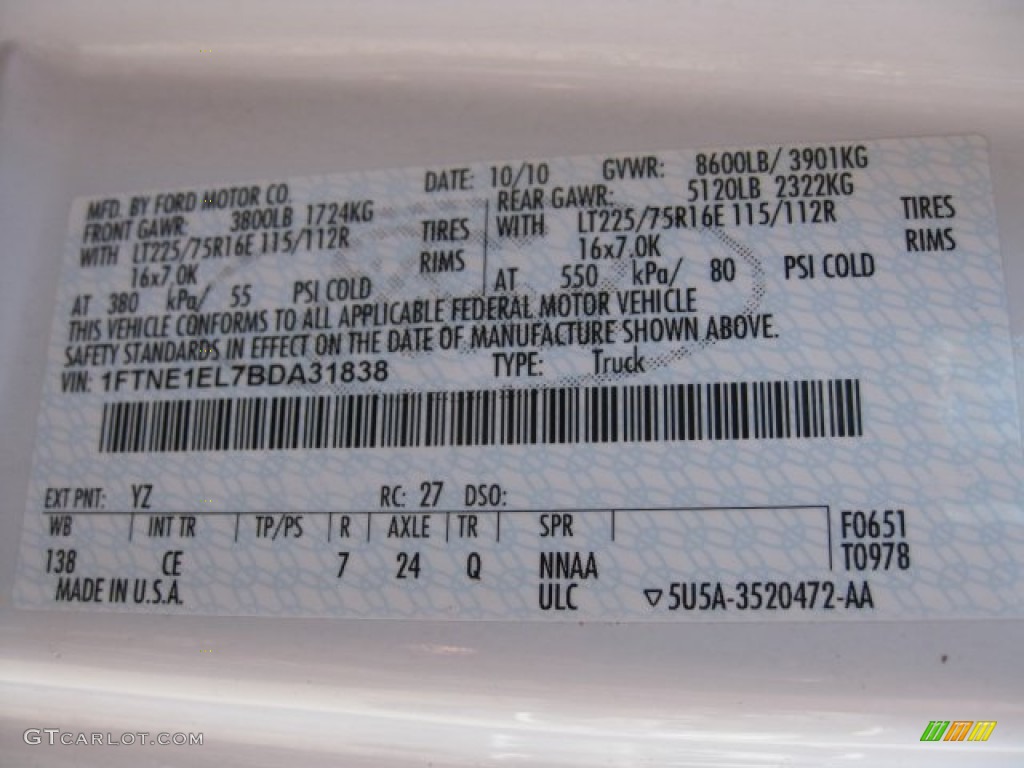 MFD. BY FORD MOTOR CO. DATE: 10/10 GVWR: 8600LB/ 3901KG
FRONT GAWR: 3800LB 1724KG REAR GAWR: 5120LB 2322KG
WITH LT225/75R16E 115/112R TIRES WITH LT225/75R16E 115/112R TIRES
16x7.0K RIMS 16x7.0K RIMS
AT 380 kPa/ 55 PSI COLD AT 550 kPa/ 80 PSI COLD
THIS VEHICLE CONFORMS TO ALL APPLICABLE FEDERAL MOTOR VEHICLE
SAFETY STANDARDS IN EFFECT ON THE DATE OF MANUFACTURE SHOWN ABOVE.
VIN: 1FTNE1EL7BDA31838 TYPE: Truck
EXT PNT: YZ RC: 27 DSO:
WB INT TR TP/PS R AXLE TR SPR F0651
138 CE 7 24 Q NNAA T0978
MADE IN U.S.A. ULC ▽5U5A-3520472-AA
GTCARLOT.COM